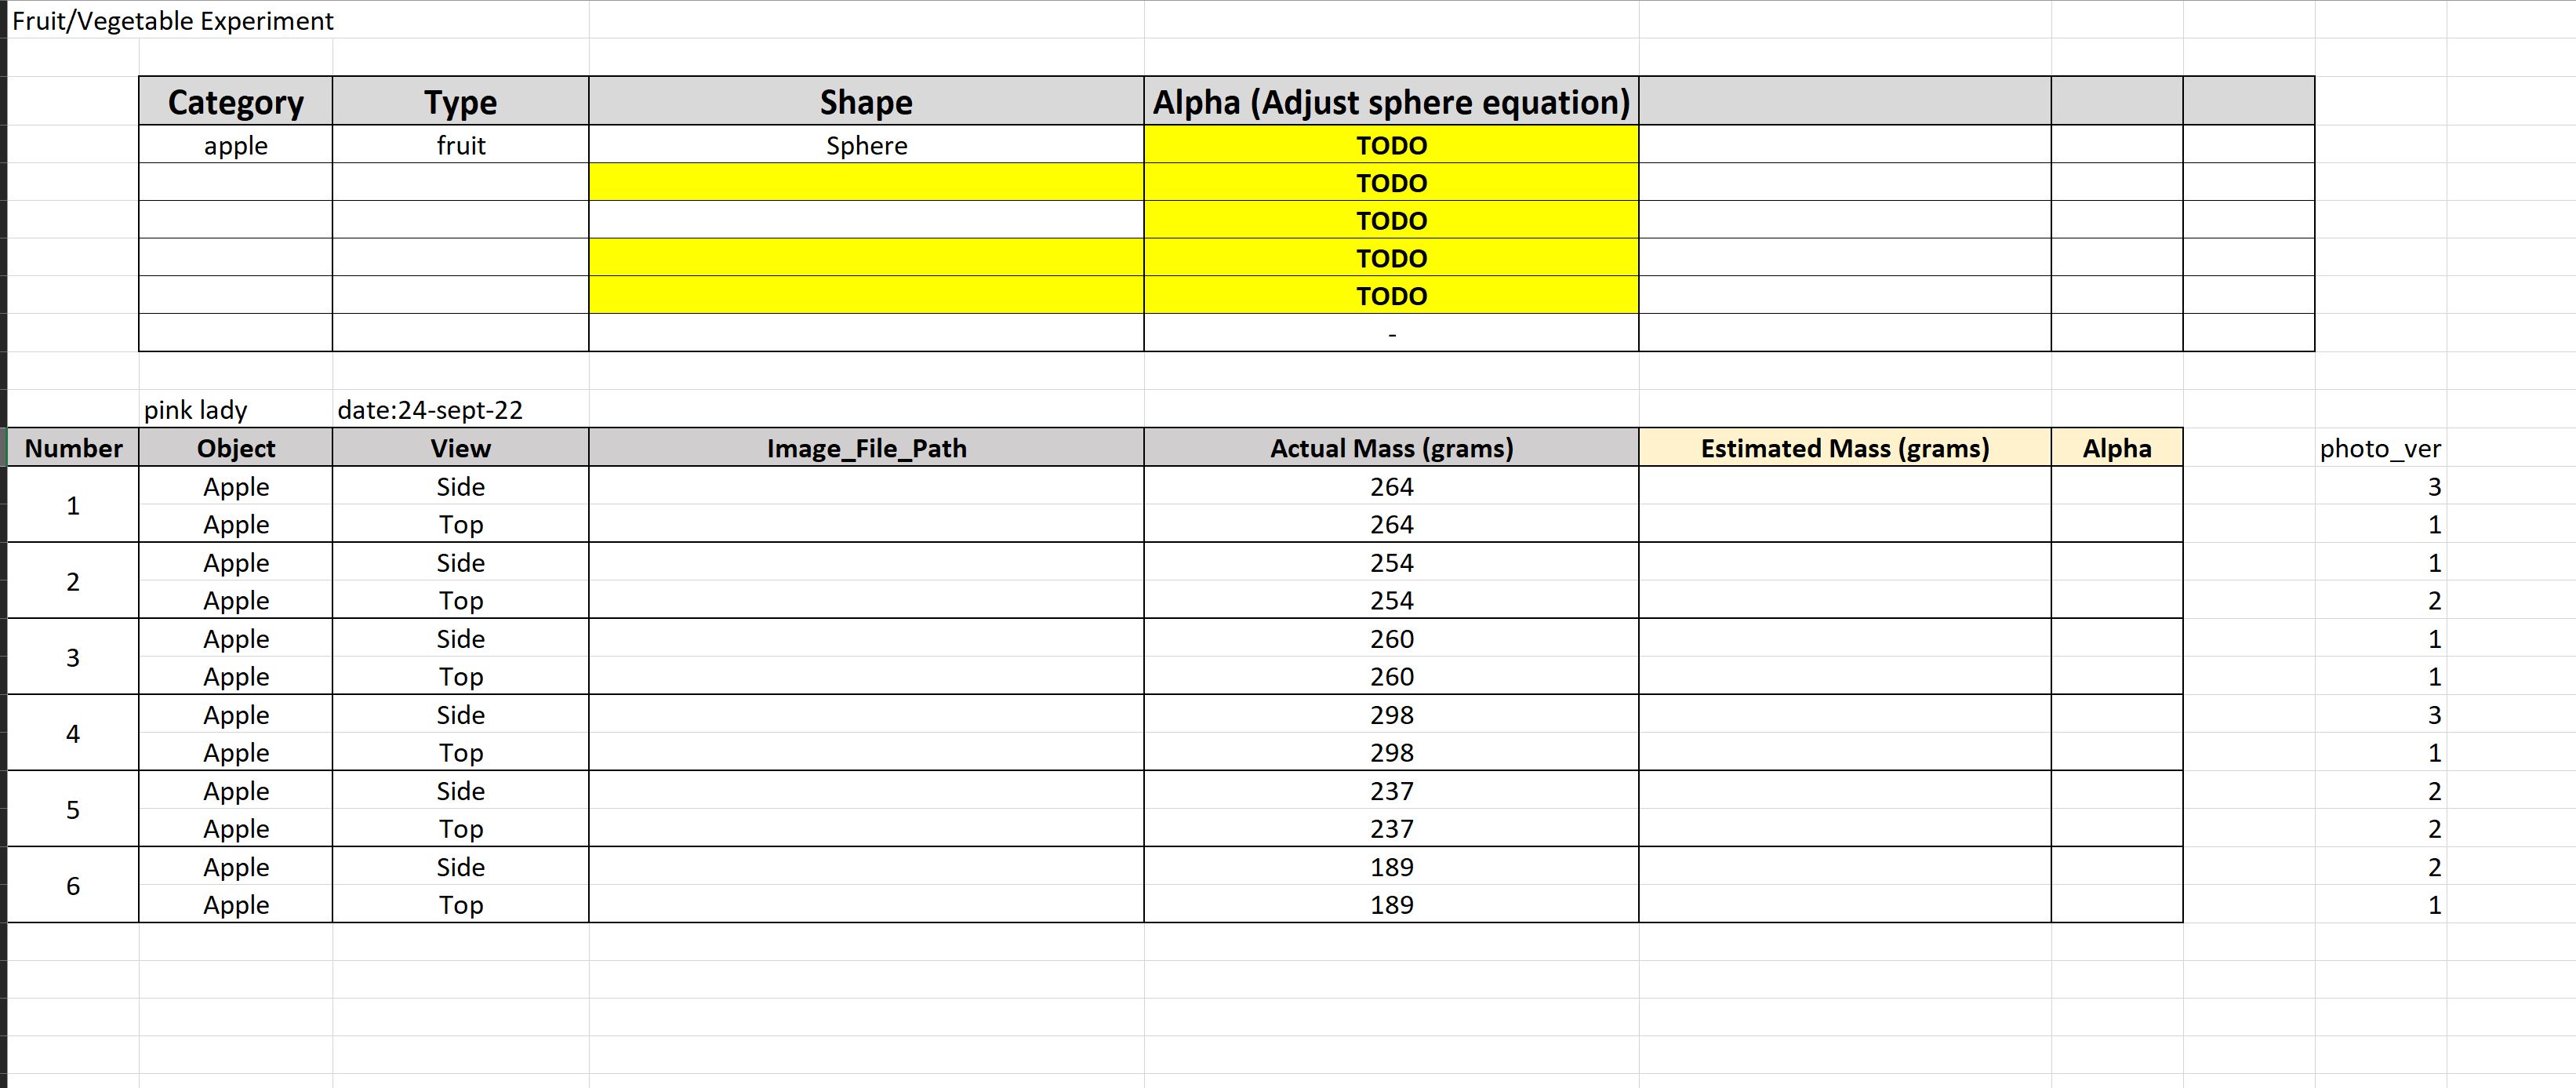 Fruit/Vegetable Experiment
Category Type Shape Alpha (Adjust sphere equation)
apple fruit Sphere TODO
TODO
TODO
TODO
TODO
-
pink lady date:24-sept-22
Number Object View Image_File_Path Actual Mass (grams) Estimated Mass (grams) Alpha photo_ver
1 Apple Side 264 3
Apple Top 264 1
2 Apple Side 254 1
Apple Top 254 2
3 Apple Side 260 1
Apple Top 260 1
4 Apple Side 298 3
Apple Top 298 1
5 Apple Side 237 2
Apple Top 237 2
6 Apple Side 189 2
Apple Top 189 1